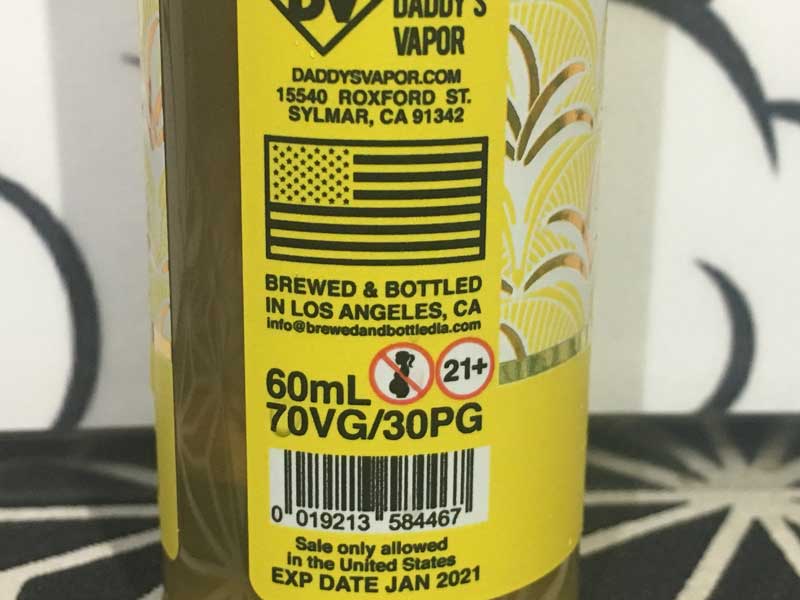 DV
DADDY'S
VAPOR
DADDYSVAPOR.COM
15540 ROXFORD ST.
SYLMAR, CA 91342
BREWED & BOTTLED
IN LOS ANGELES, CA
info@brewedandbottledla.com
21+
60mL
70VG/30PG
0 019213 584467
Sale only allowed
in the United States
EXP DATE JAN 2021